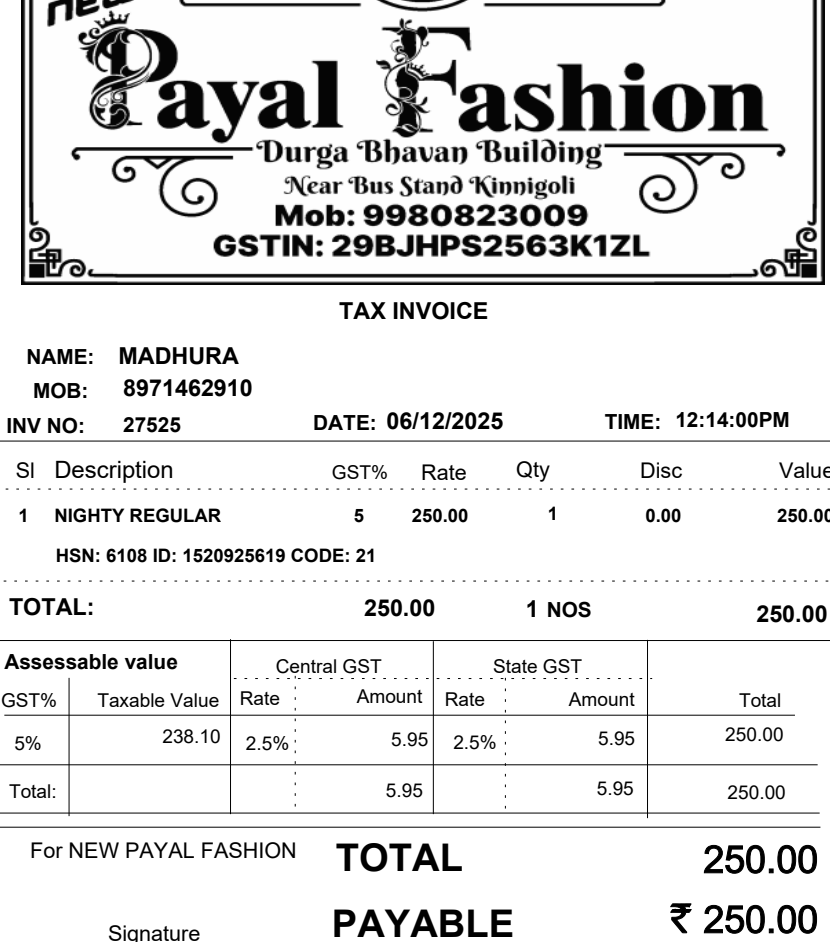 new
Payal Fashion
Durga Bhavan Building
Near Bus Stand Kinnigoli
Mob: 9980823009
GSTIN: 29BJHPS2563K1ZL
TAX INVOICE
NAME: MADHURA
MOB: 8971462910
INV NO: 27525 DATE: 06/12/2025 TIME: 12:14:00PM
Sl Description GST% Rate Qty Disc Value
1 NIGHTY REGULAR 5 250.00 1 0.00 250.00
HSN: 6108 ID: 1520925619 CODE: 21
TOTAL: 250.00 1 NOS 250.00
Assessable value Central GST State GST
GST% Taxable Value Rate Amount Rate Amount Total
5% 238.10 2.5% 5.95 2.5% 5.95 250.00
Total: 5.95 5.95 250.00
For NEW PAYAL FASHION TOTAL 250.00
Signature PAYABLE ₹ 250.00